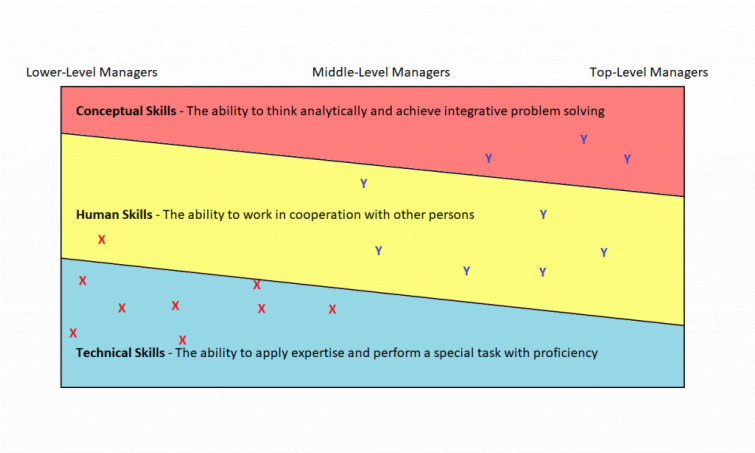 Lower-Level Managers Middle-Level Managers Top-Level Managers
Conceptual Skills - The ability to think analytically and achieve integrative problem solving
Y
Y Y
Y
Human Skills - The ability to work in cooperation with other persons Y
X
Y Y
Y Y
X X
X X X X
X
X
Technical Skills - The ability to apply expertise and perform a special task with proficiency